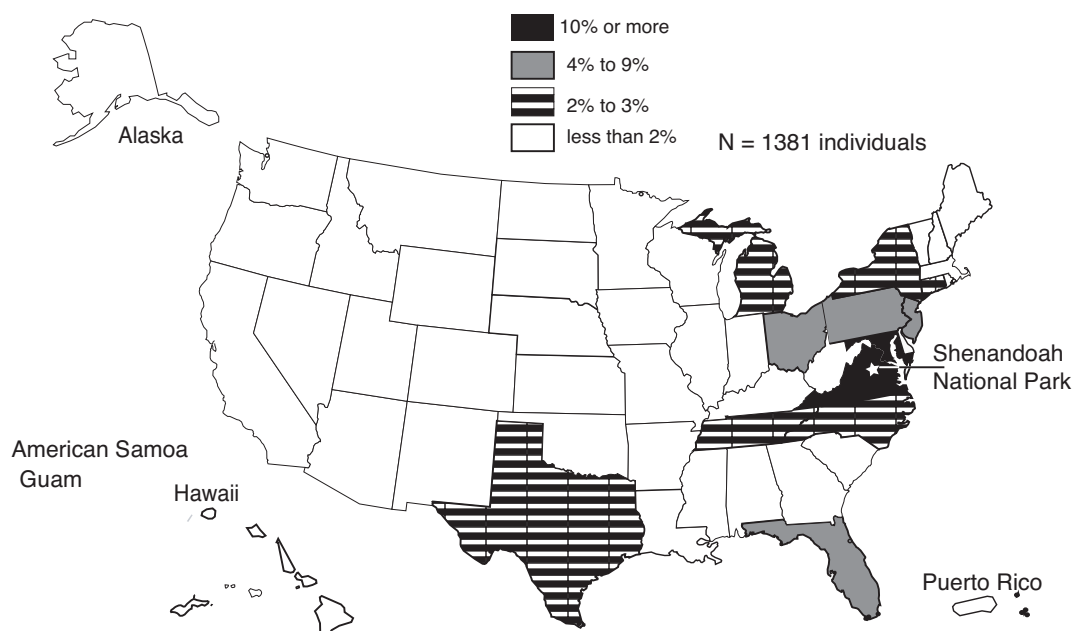 10% or more
4% to 9%
2% to 3%
less than 2%
N = 1381 individuals
Alaska
Shenandoah
National Park
American Samoa
Guam
Hawaii
Puerto Rico